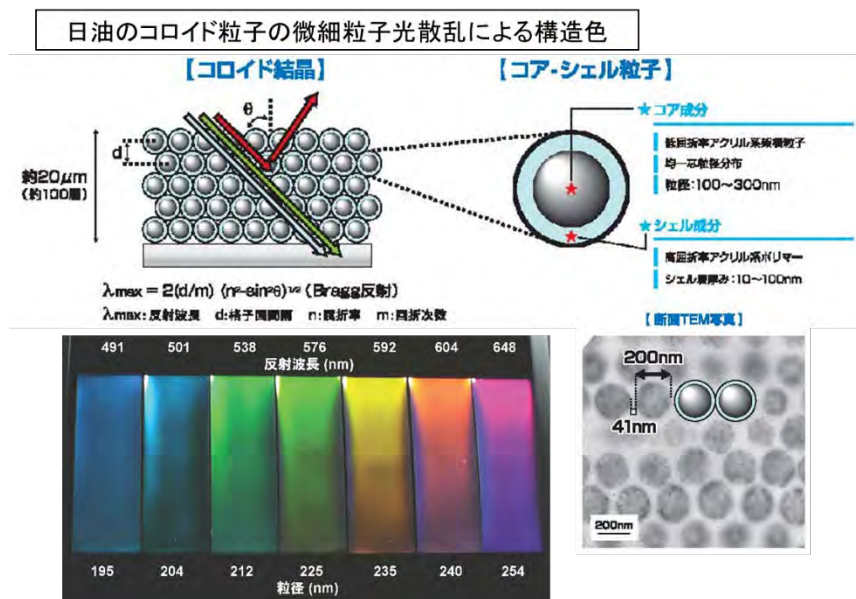 日油のコロイド粒子の微細粒子光散乱による構造色
【コロイド結晶】
【コア-シェル粒子】
θ
d
約20μm
(約100層)
★コア成分
低屈折率アクリル系架橋粒子
均一な粒径分布
粒径:100~300nm
★シェル成分
高屈折率アクリル系ポリマー
シェル層厚み:10~100nm
λmax = 2(d/m) (n²-sin²θ)¹/² (Bragg反射)
λmax:反射波長 d:格子面間隔 n:屈折率 m:回折次数
【断面TEM写真】
491 501 538 576 592 604 648
反射波長 (nm)
195 204 212 225 235 240 254
粒径 (nm)
200nm
41nm
200nm